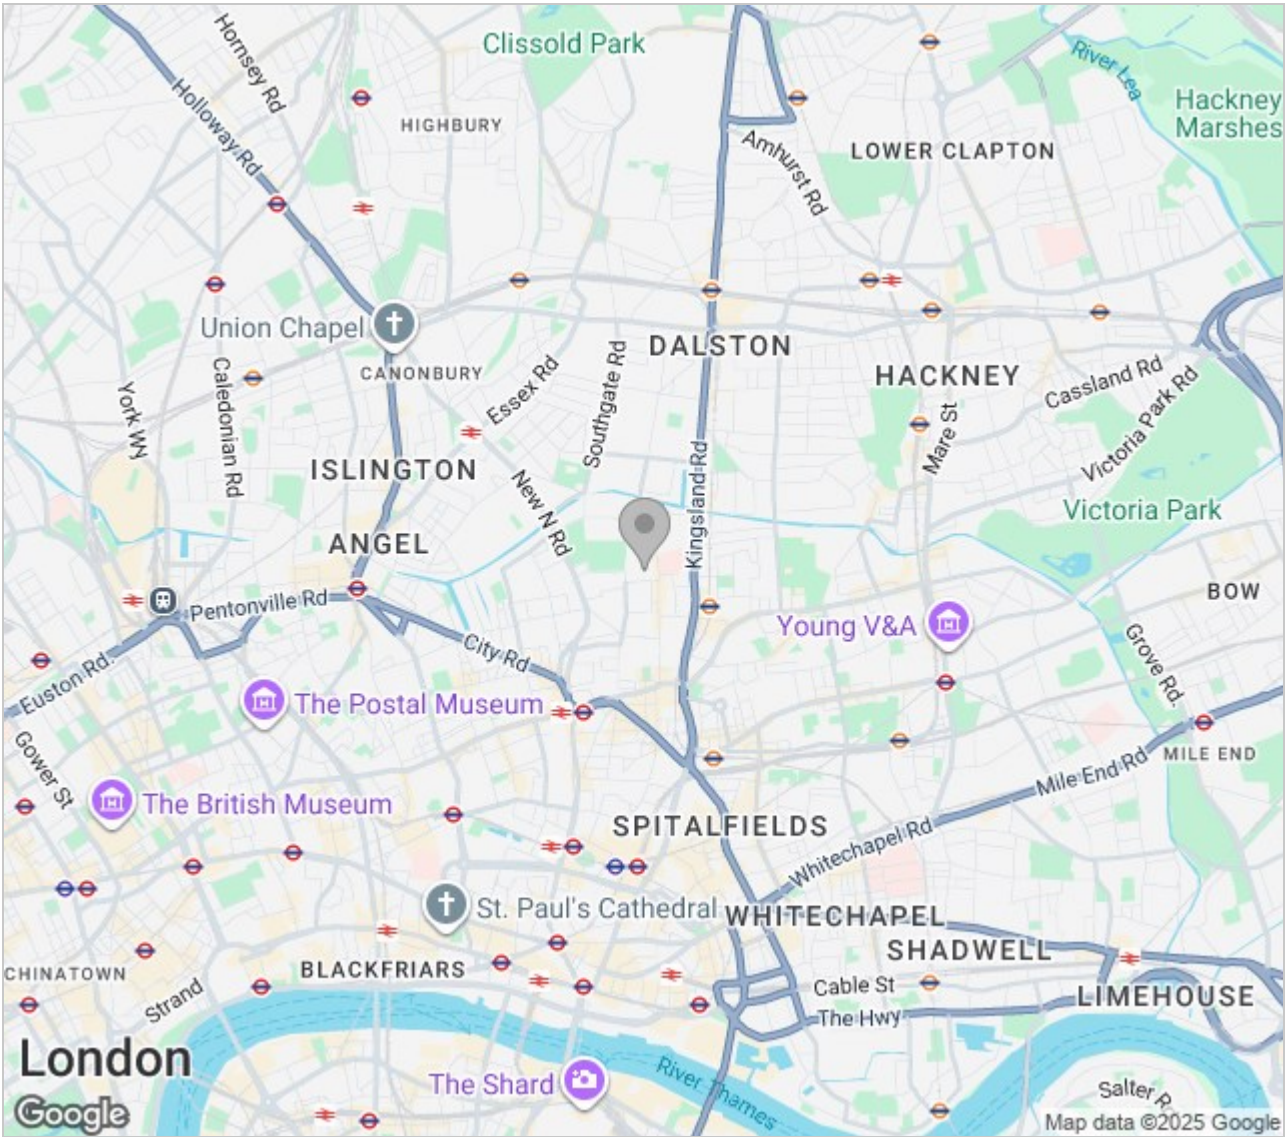 Clissold Park
River Lea
Hornsey Rd
Holloway Rd
HIGHBURY
Hackney
Marshes
Amhurst Rd
LOWER CLAPTON
Union Chapel
DALSTON
CANONBURY
Essex Rd
Southgate Rd
HACKNEY
Cassland Rd
Victoria Park Rd
York WN
Caledonian Rd
Mare St
ISLINGTON
New N Rd
Kingsland Rd
Victoria Park
ANGEL
BOW
Pentonville Rd
Young V&A
City Rd
Grove Rd.
Euston Rd.
The Postal Museum
Gower St
MILE END
Mile End Rd
The British Museum
SPITALFIELDS
Whitechapel Rd
St. Paul's Cathedral
WHITECHAPEL
SHADWELL
CHINATOWN
BLACKFRIARS
Strand
Cable St
LIMEHOUSE
The Hwy
London
The Shard
River Thames
Salter R
Google
Map data ©2025 Google